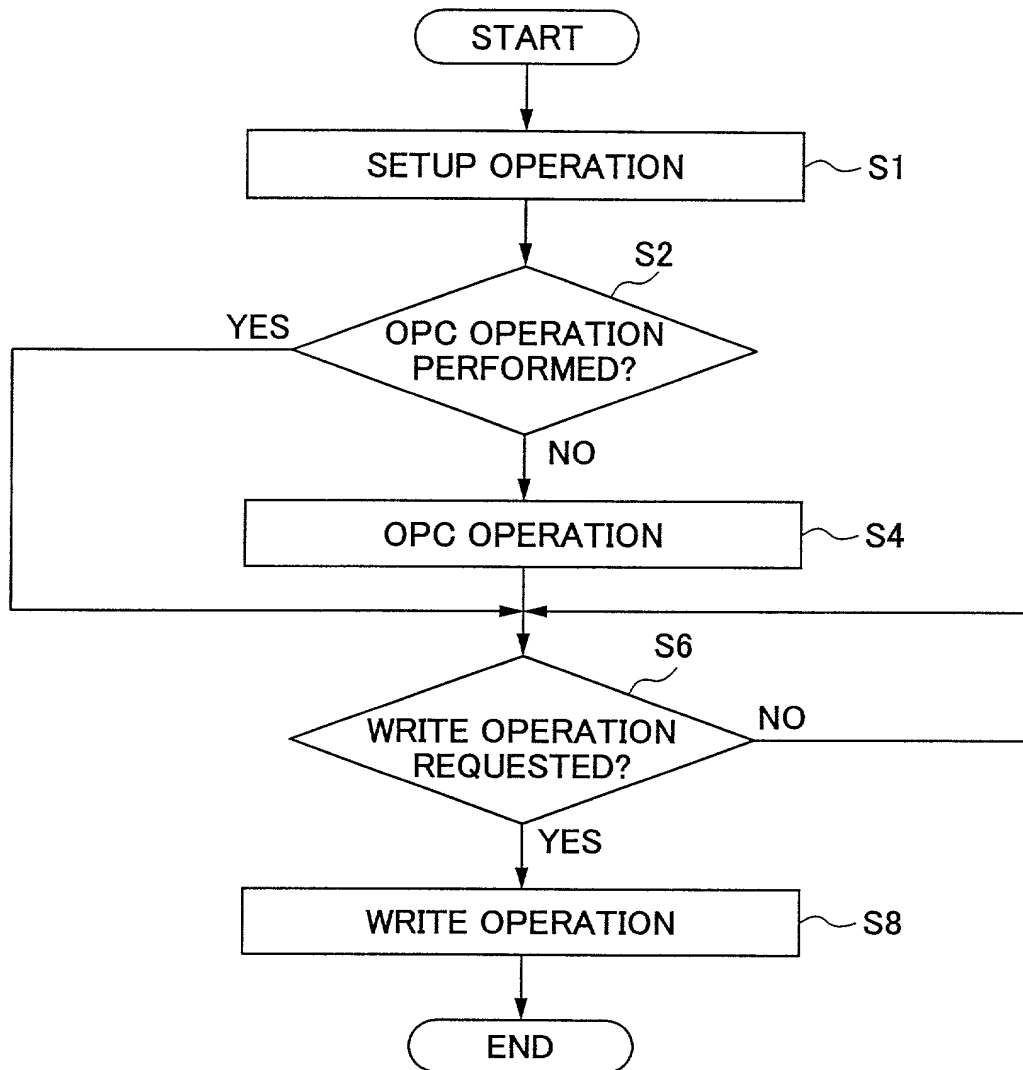 START
SETUP OPERATION
S1
S2
YES
OPC OPERATION
PERFORMED?
NO
OPC OPERATION
S4
S6
NO
WRITE OPERATION
REQUESTED?
YES
WRITE OPERATION
S8
END